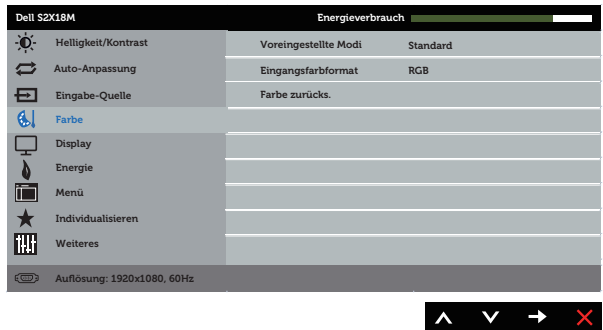 Dell S2X18M Energieverbrauch
Helligkeit/Kontrast Voreingestellte Modi Standard
Auto-Anpassung Eingangsfarbformat RGB
Eingabe-Quelle Farbe zurücks.
Farbe
Display
Energie
Menü
Individualisieren
Weiteres
Auflösung: 1920x1080, 60Hz